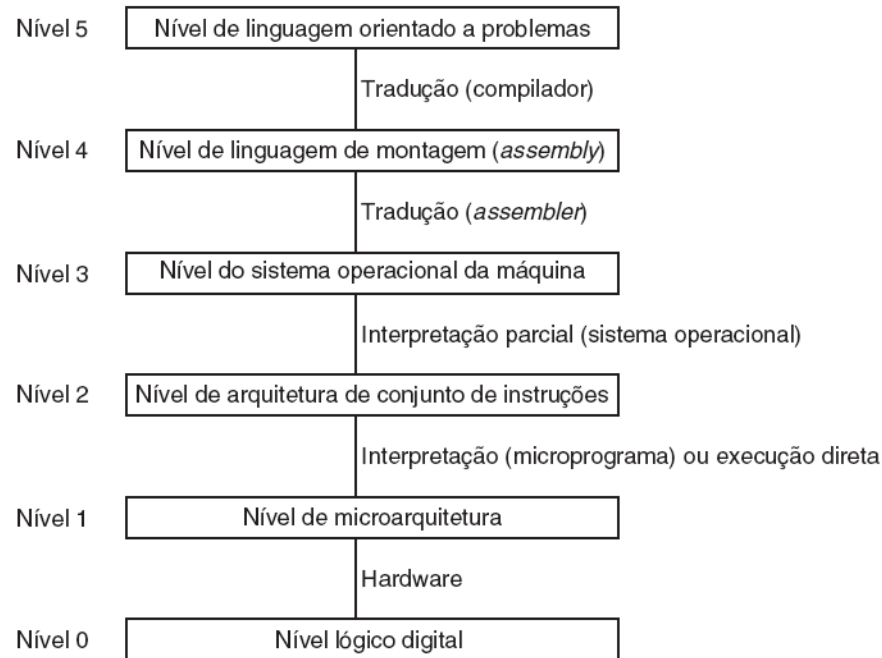 Nível 5 Nível de linguagem orientado a problemas
Tradução (compilador)
Nível 4 Nível de linguagem de montagem (assembly)
Tradução (assembler)
Nível 3 Nível do sistema operacional da máquina
Interpretação parcial (sistema operacional)
Nível 2 Nível de arquitetura de conjunto de instruções
Interpretação (microprograma) ou execução direta
Nível 1 Nível de microarquitetura
Hardware
Nível 0 Nível lógico digital